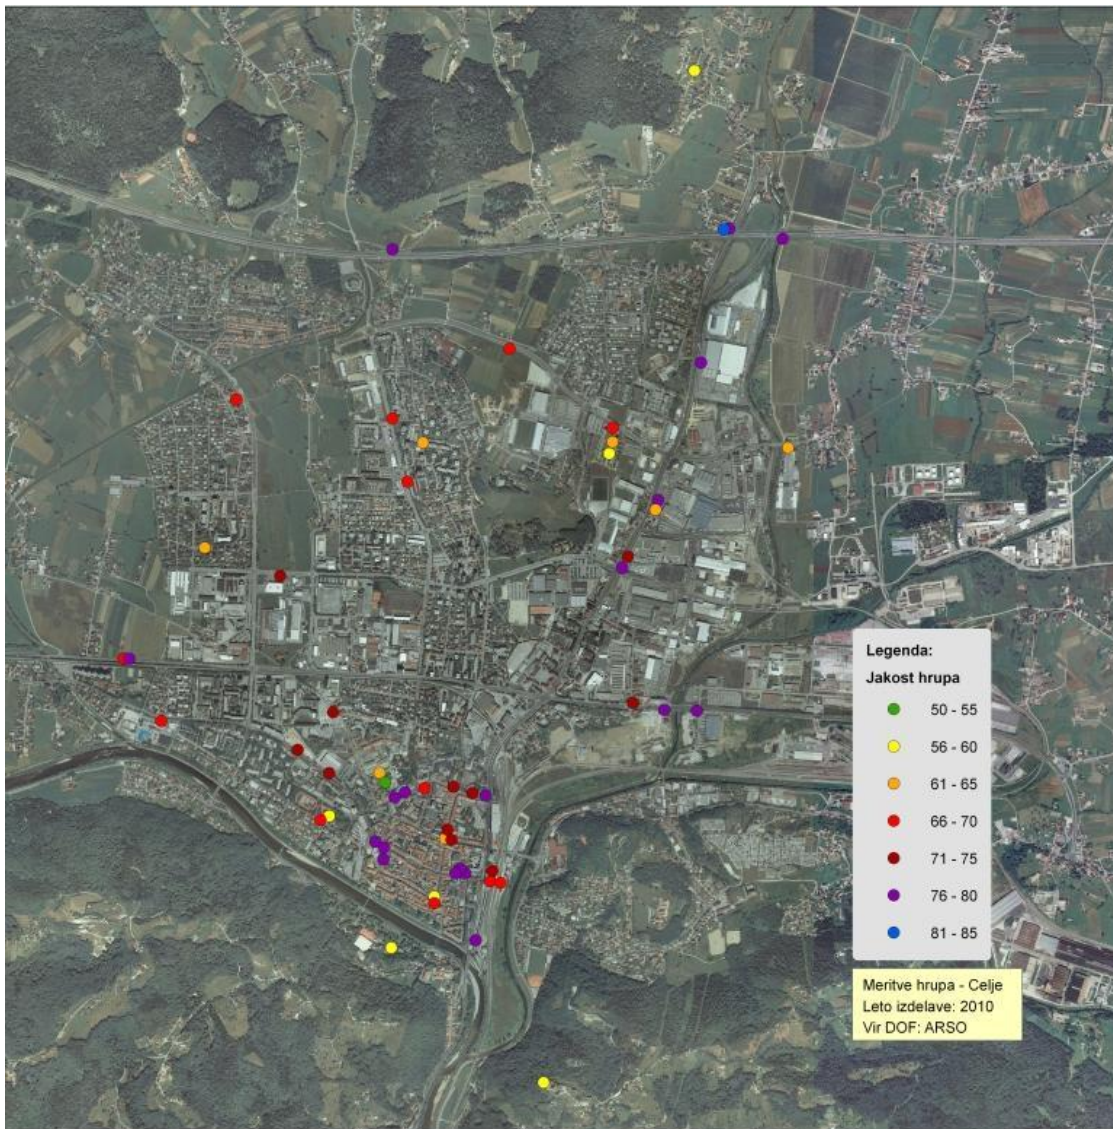 Legenda:
Jakost hrupa
50 - 55
56 - 60
61 - 65
66 - 70
71 - 75
76 - 80
81 - 85
Meritve hrupa - Celje
Leto izdelave: 2010
Vir DOF: ARSO